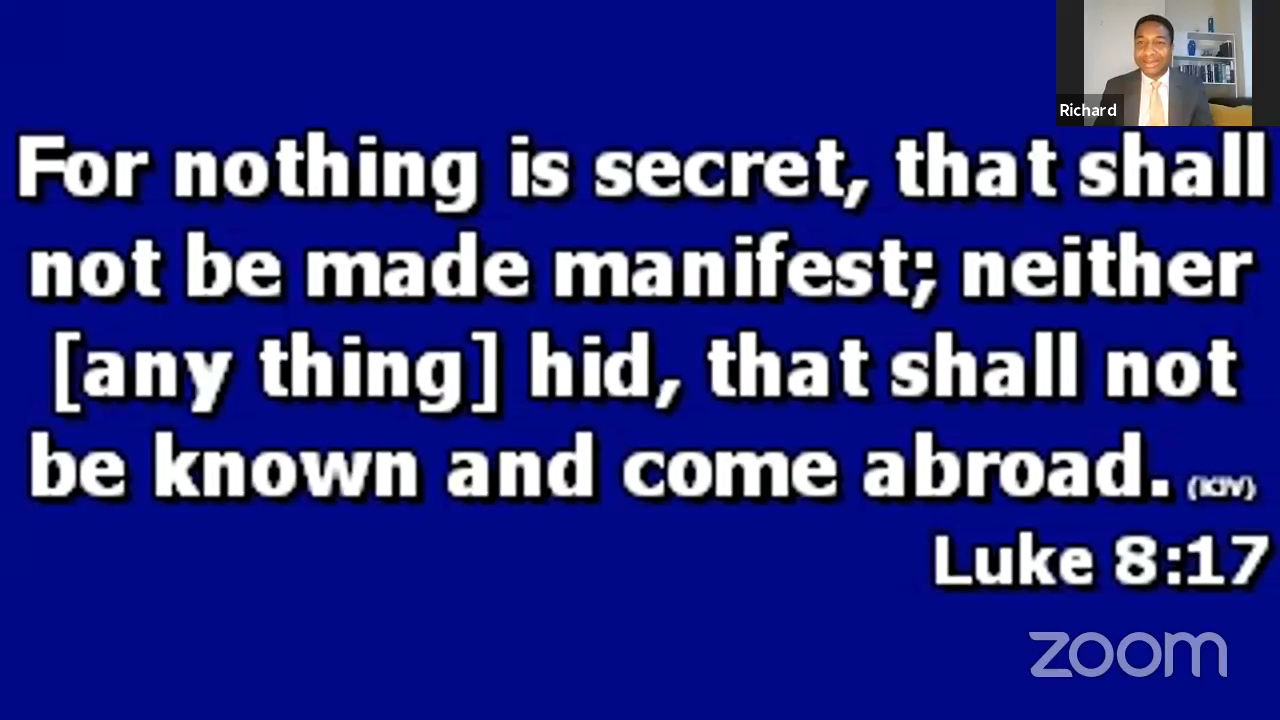 Richard
For nothing is secret, that shall
not be made manifest; neither
[any thing] hid, that shall not
be known and come abroad. (KJV)
Luke 8:17
zoom